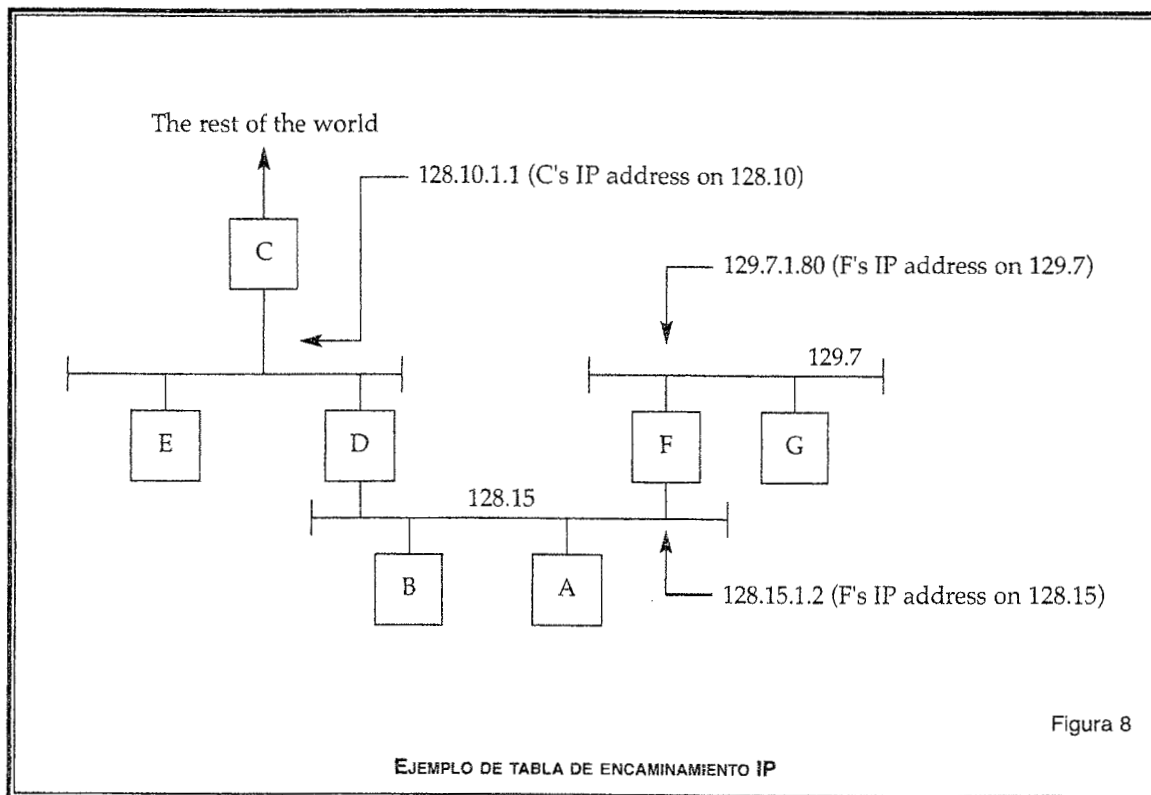 The rest of the world
128.10.1.1 (C's IP address on 128.10)
C
129.7.1.80 (F's IP address on 129.7)
129.7
E
D
F
G
128.15
B
A
128.15.1.2 (F's IP address on 128.15)
Figura 8
EJEMPLO DE TABLA DE ENCAMINAMIENTO IP